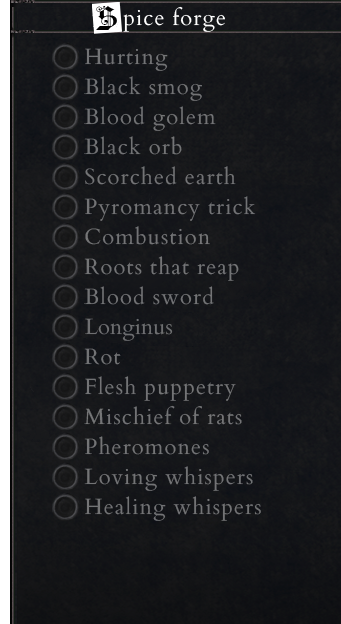 Spice forge
Hurting
Black smog
Blood golem
Black orb
Scorched earth
Pyromancy trick
Combustion
Roots that reap
Blood sword
Longinus
Rot
Flesh puppetry
Mischief of rats
Pheromones
Loving whispers
Healing whispers